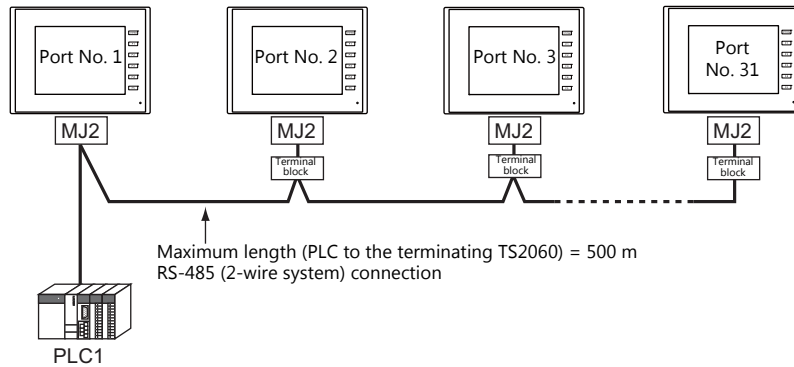 Port No. 1
Port No. 2
Port No. 3
Port
No. 31
MJ2
MJ2
MJ2
MJ2
Terminal
block
Terminal
block
Terminal
block
Maximum length (PLC to the terminating TS2060) = 500 m
RS-485 (2-wire system) connection
PLC1